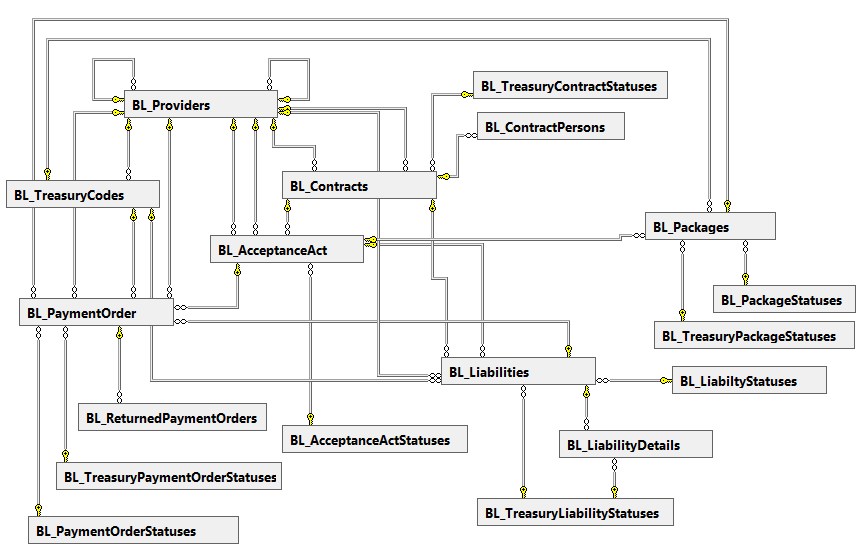 BL_TreasuryContractStatuses
BL_Providers
BL_ContractPersons
BL_Contracts
BL_TreasuryCodes
BL_Packages
BL_AcceptanceAct
BL_PackageStatuses
BL_PaymentOrder
BL_TreasuryPackageStatuses
BL_Liabilities
BL_LiabiltyStatuses
BL_ReturnedPaymentOrders
BL_AcceptanceActStatuses
BL_LiabilityDetails
BL_TreasuryPaymentOrderStatuses
BL_TreasuryLiabilityStatuses
BL_PaymentOrderStatuses